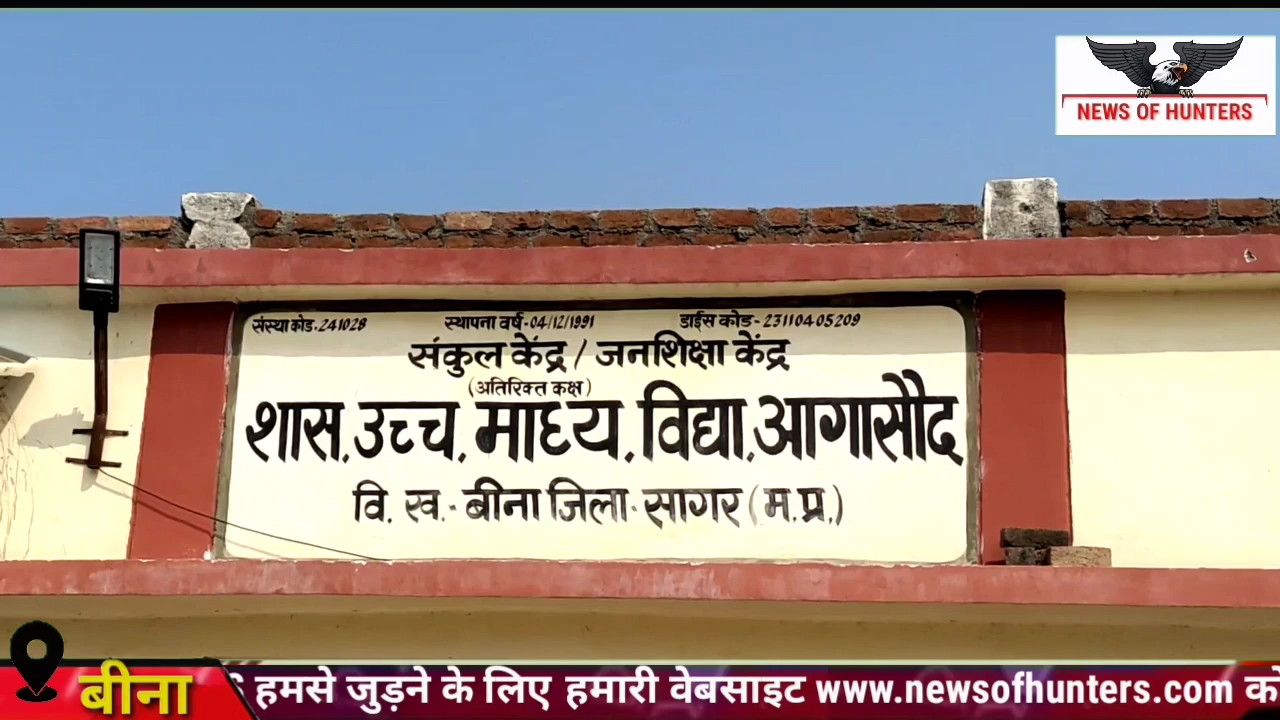 NEWS OF HUNTERS
संस्था कोड.241028 स्थापना वर्ष-04/12/1991 डाईस कोड-23110405209
संकुल केंद्र / जनशिक्षा केंद्र
(अतिरिक्त कक्ष)
शास.उच्च.माध्य.विद्या.आगासौद
वि. ख.- बीना जिला-सागर (म.प्र.)
बीना हमसे जुड़ने के लिए हमारी वेबसाइट www.newsofhunters.com को